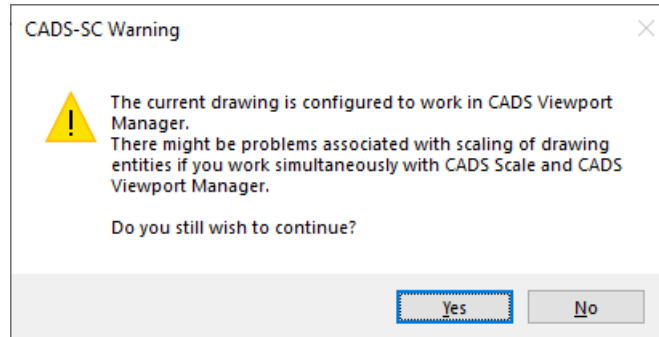 CADS-SC Warning
The current drawing is configured to work in CADS Viewport
Manager.
There might be problems associated with scaling of drawing
entities if you work simultaneously with CADS Scale and CADS
Viewport Manager.
Do you still wish to continue?
Yes
No